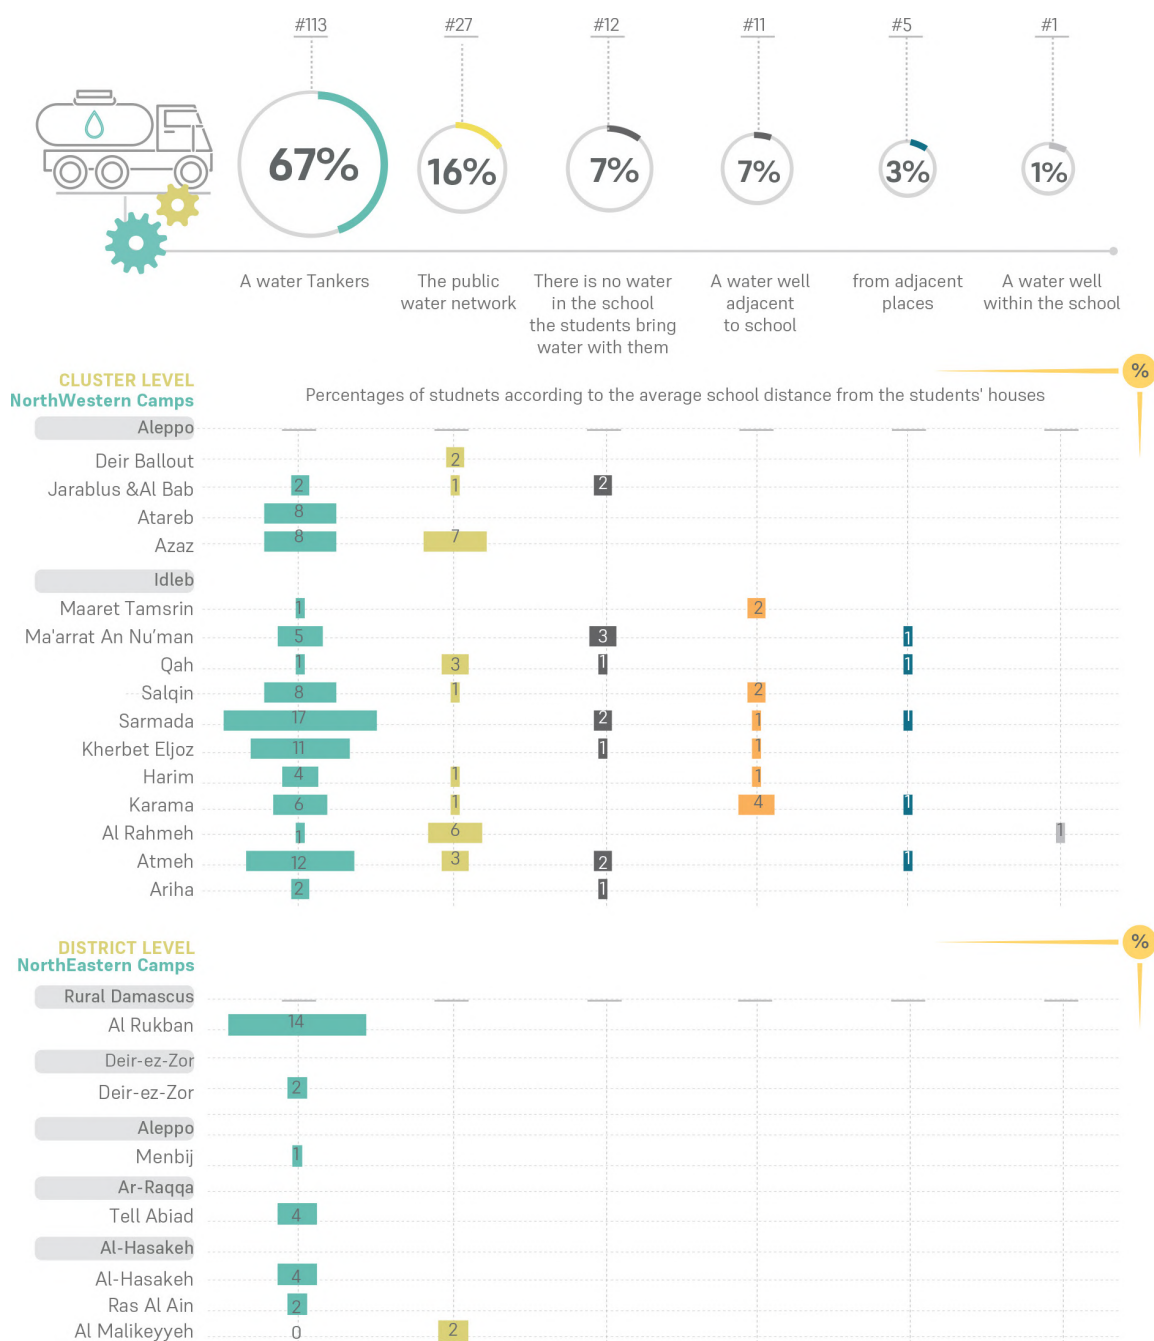 #113 #27 #12 #11 #5 #1
67% 16% 7% 7% 3% 1%
A water Tankers The public There is no water A water well from adjacent A water well
water network in the school adjacent places within the school
the students bring to school
water with them
CLUSTER LEVEL %
NorthWestern Camps Percentages of studnets according to the average school distance from the students' houses
Aleppo
Deir Ballout 2
Jarablus &Al Bab 2 1 2
Atareb 8
Azaz 8 7
Idleb
Maaret Tamsrin 1 2
Ma'arrat An Nu'man 5 3 1
Qah 1 3 1 1
Salqin 8 1 2
Sarmada 17 2 1 1
Kherbet Eljoz 11 1 1
Harim 4 1 1
Karama 6 1 4 1
Al Rahmeh 1 6 1
Atmeh 12 3 2 1
Ariha 2 1
DISTRICT LEVEL %
NorthEastern Camps
Rural Damascus
Al Rukban 14
Deir-ez-Zor
Deir-ez-Zor 2
Aleppo
Menbij 1
Ar-Raqqa
Tell Abiad 4
Al-Hasakeh
Al-Hasakeh 4
Ras Al Ain 2
Al Malikeyyeh 0 2